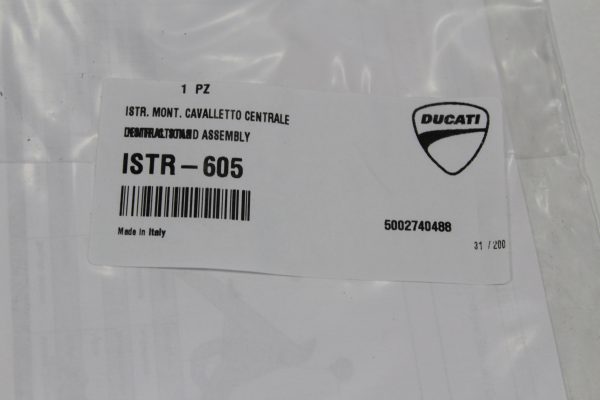 1 PZ
ISTR. MONT. CAVALLETTO CENTRALE
ASSEMBLY
ISTR-605
DUCATI
5002740488
Made in Italy
31 / 200